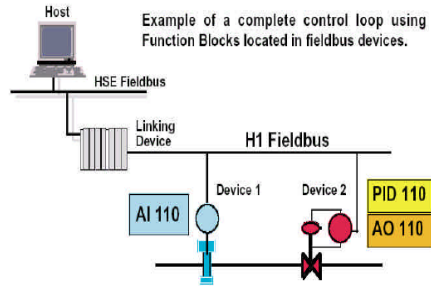 Host
Example of a complete control loop using
Function Blocks located in fieldbus devices.
HSE Fieldbus
Linking
Device
H1 Fieldbus
Device 1
Device 2
AI 110
PID 110
AO 110